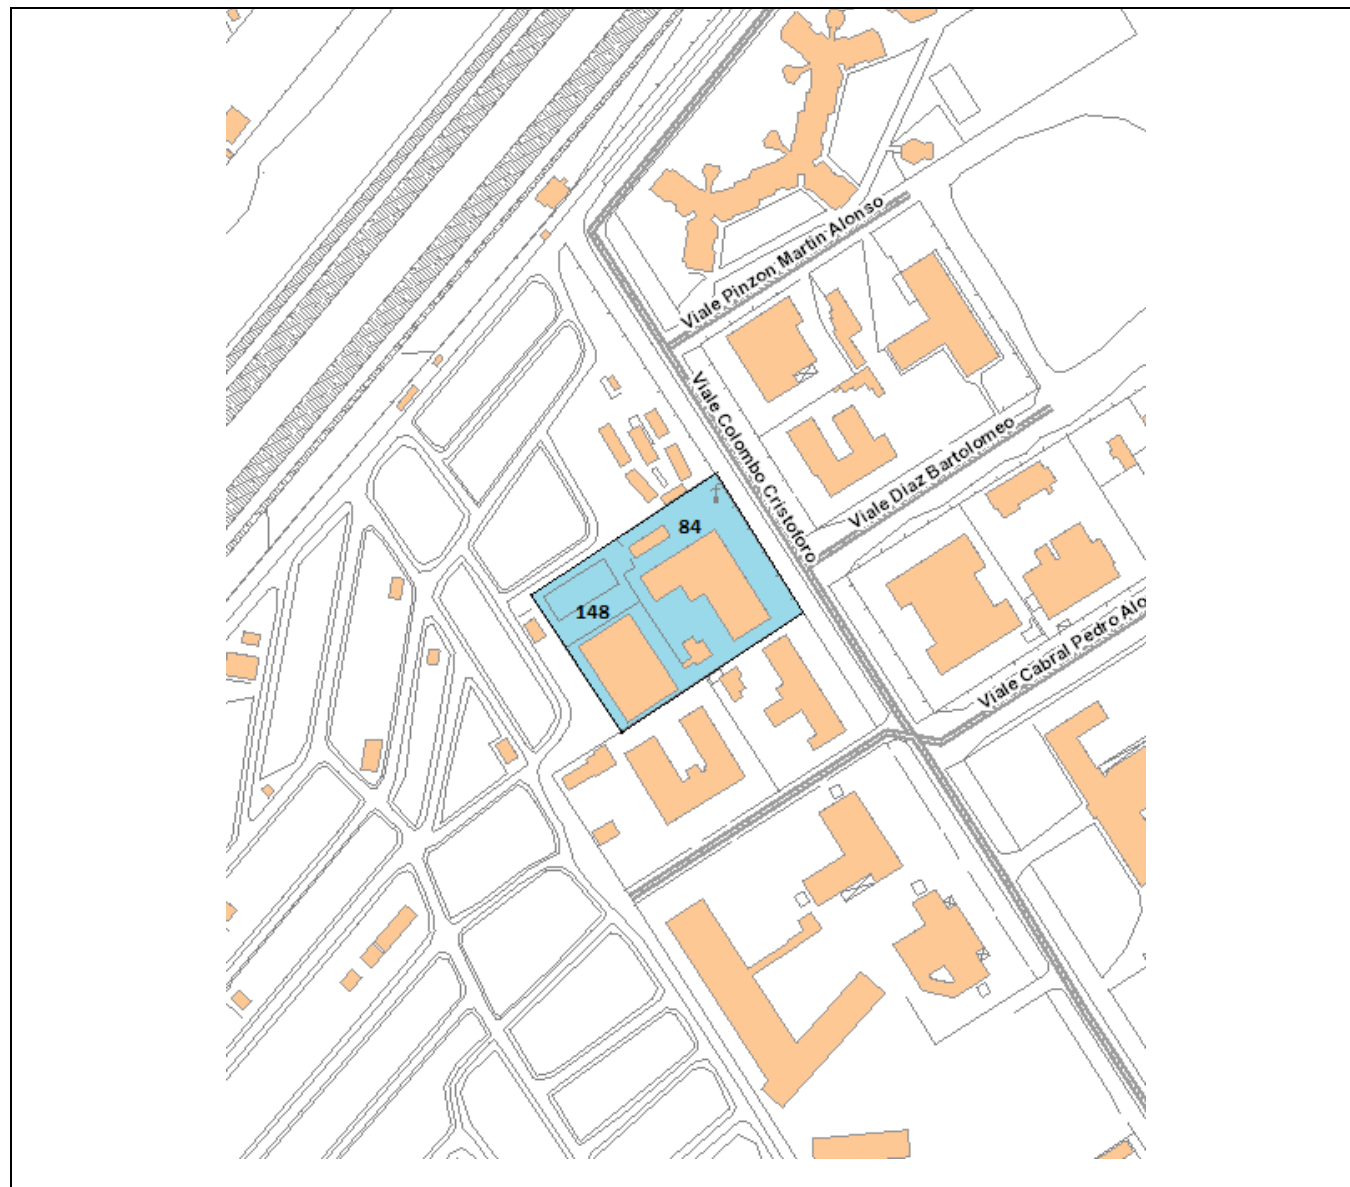 Viale Pinzon Martin Alonso
Viale Colombo Cristoforo
Viale Diaz Bartolomeo
84
148
Viale Cabral Pedro Alo